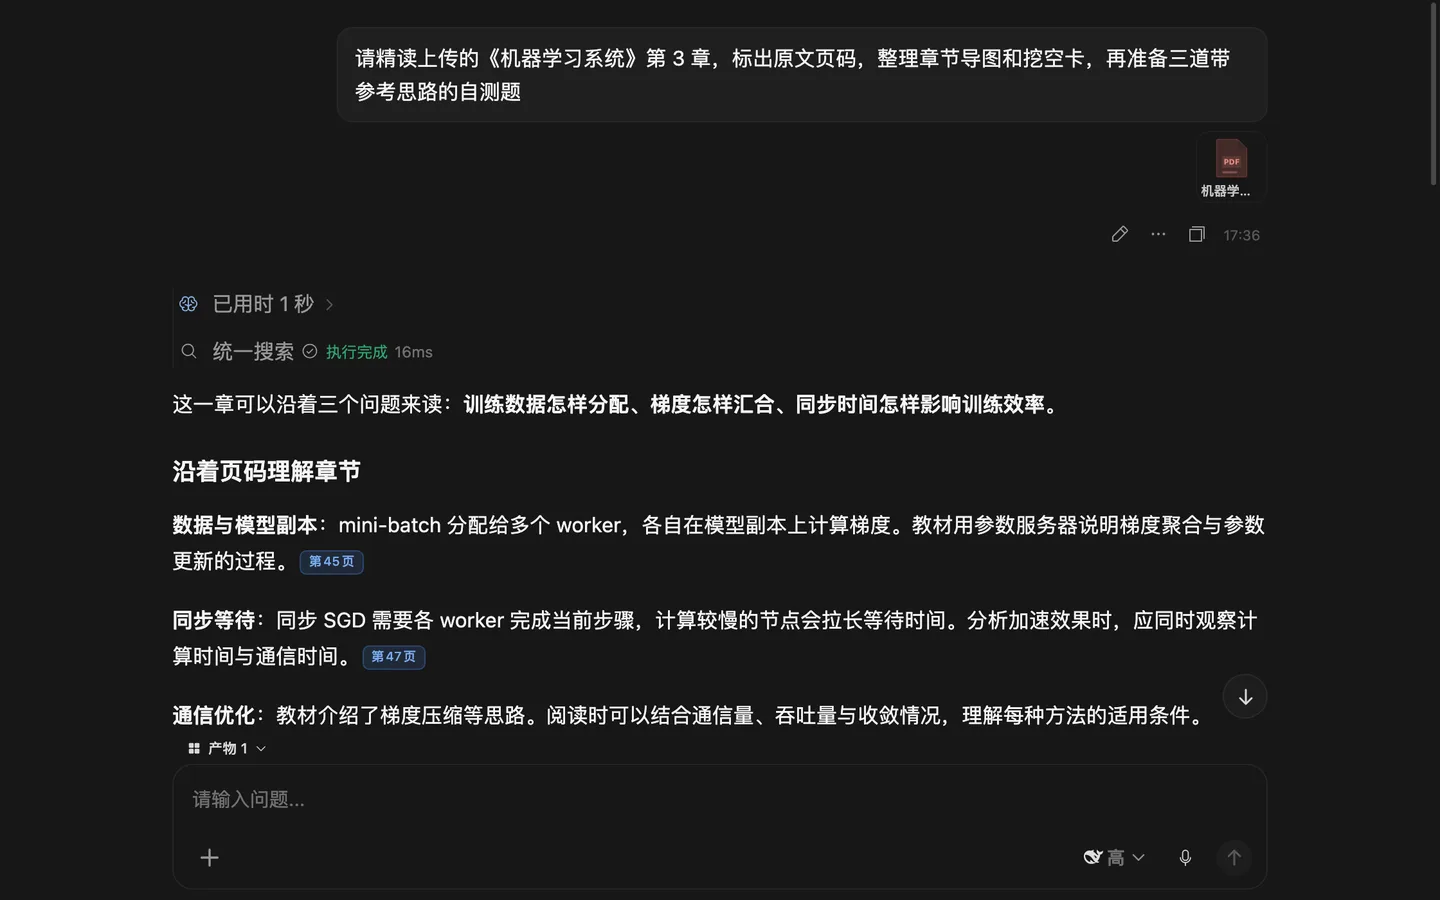 请精读上传的《机器学习系统》第 3 章，标出原文页码，整理章节导图和挖空卡，再准备三道带
参考思路的自测题
PDF
机器学...
17:36
已用时 1 秒
统一搜索 执行完成 16ms
这一章可以沿着三个问题来读：训练数据怎样分配、梯度怎样汇合、同步时间怎样影响训练效率。
沿着页码理解章节
数据与模型副本：mini-batch 分配给多个 worker，各自在模型副本上计算梯度。教材用参数服务器说明梯度聚合与参数
更新的过程。 第45页
同步等待：同步 SGD 需要各 worker 完成当前步骤，计算较慢的节点会拉长等待时间。分析加速效果时，应同时观察计
算时间与通信时间。 第47页
通信优化：教材介绍了梯度压缩等思路。阅读时可以结合通信量、吞吐量与收敛情况，理解每种方法的适用条件。
产物 1
请输入问题...
高